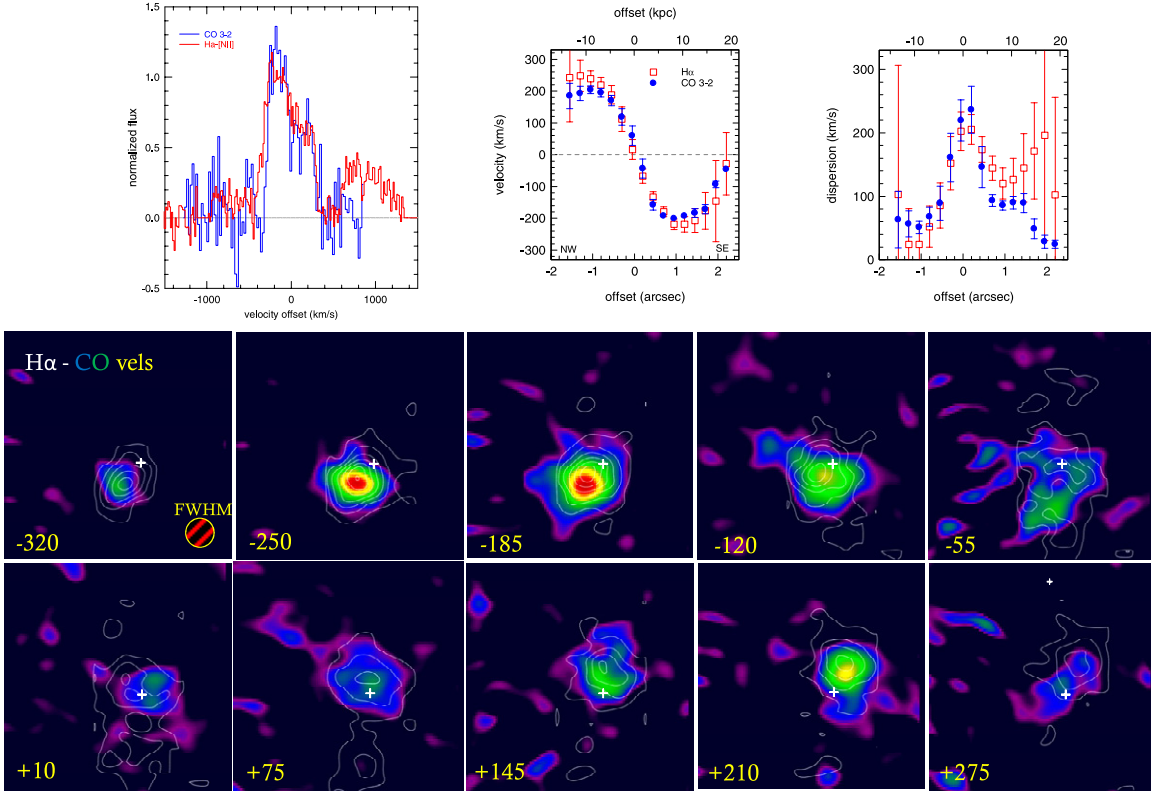 CO 3-2
Ha-[NII]
normalized flux
1.5
1.0
0.5
0.0
-0.5
-1000
0
1000
velocity offset (km/s)
offset (kpc)
-10
0
10
20
Hα
CO 3-2
velocity (km/s)
300
200
100
0
-100
-200
-300
NW
SE
-2
-1
0
1
2
offset (arcsec)
offset (kpc)
-10
0
10
20
dispersion (km/s)
300
200
100
0
-2
-1
0
1
2
offset (arcsec)
Hα - CO vels
FWHM
-320
-250
-185
-120
-55
+10
+75
+145
+210
+275